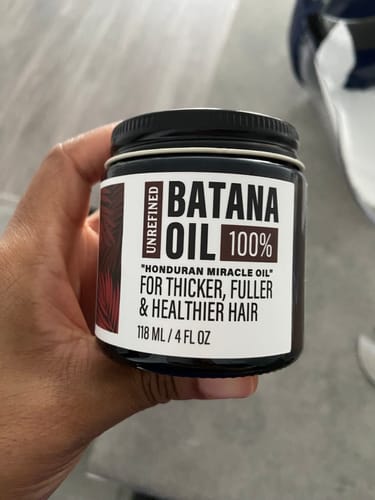 UNREFINED
BATANA
OIL 100%
"HONDURAN MIRACLE OIL"
FOR THICKER, FULLER
& HEALTHIER HAIR
118 ML / 4 FL OZ